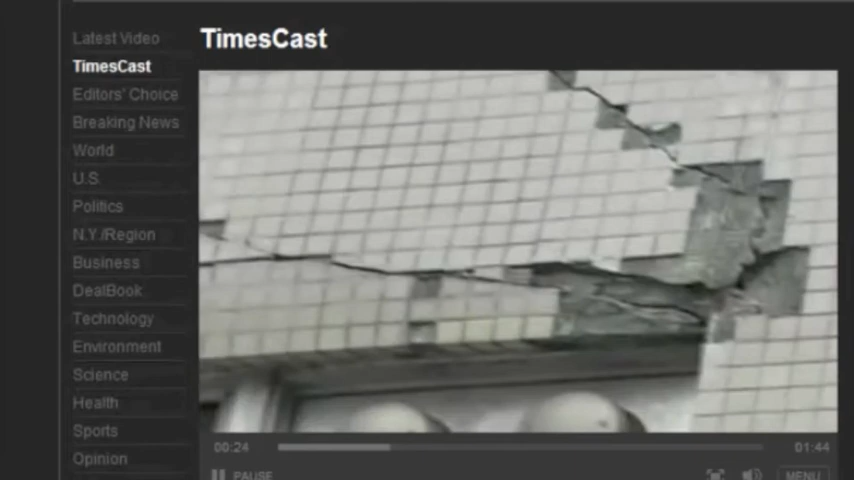 Latest Video
TimesCast
TimesCast
Editors' Choice
Breaking News
World
U.S.
Politics
N.Y./Region
Business
DealBook
Technology
Environment
Science
Health
Sports
Opinion
00:24
01:44
PAUSE
MENU